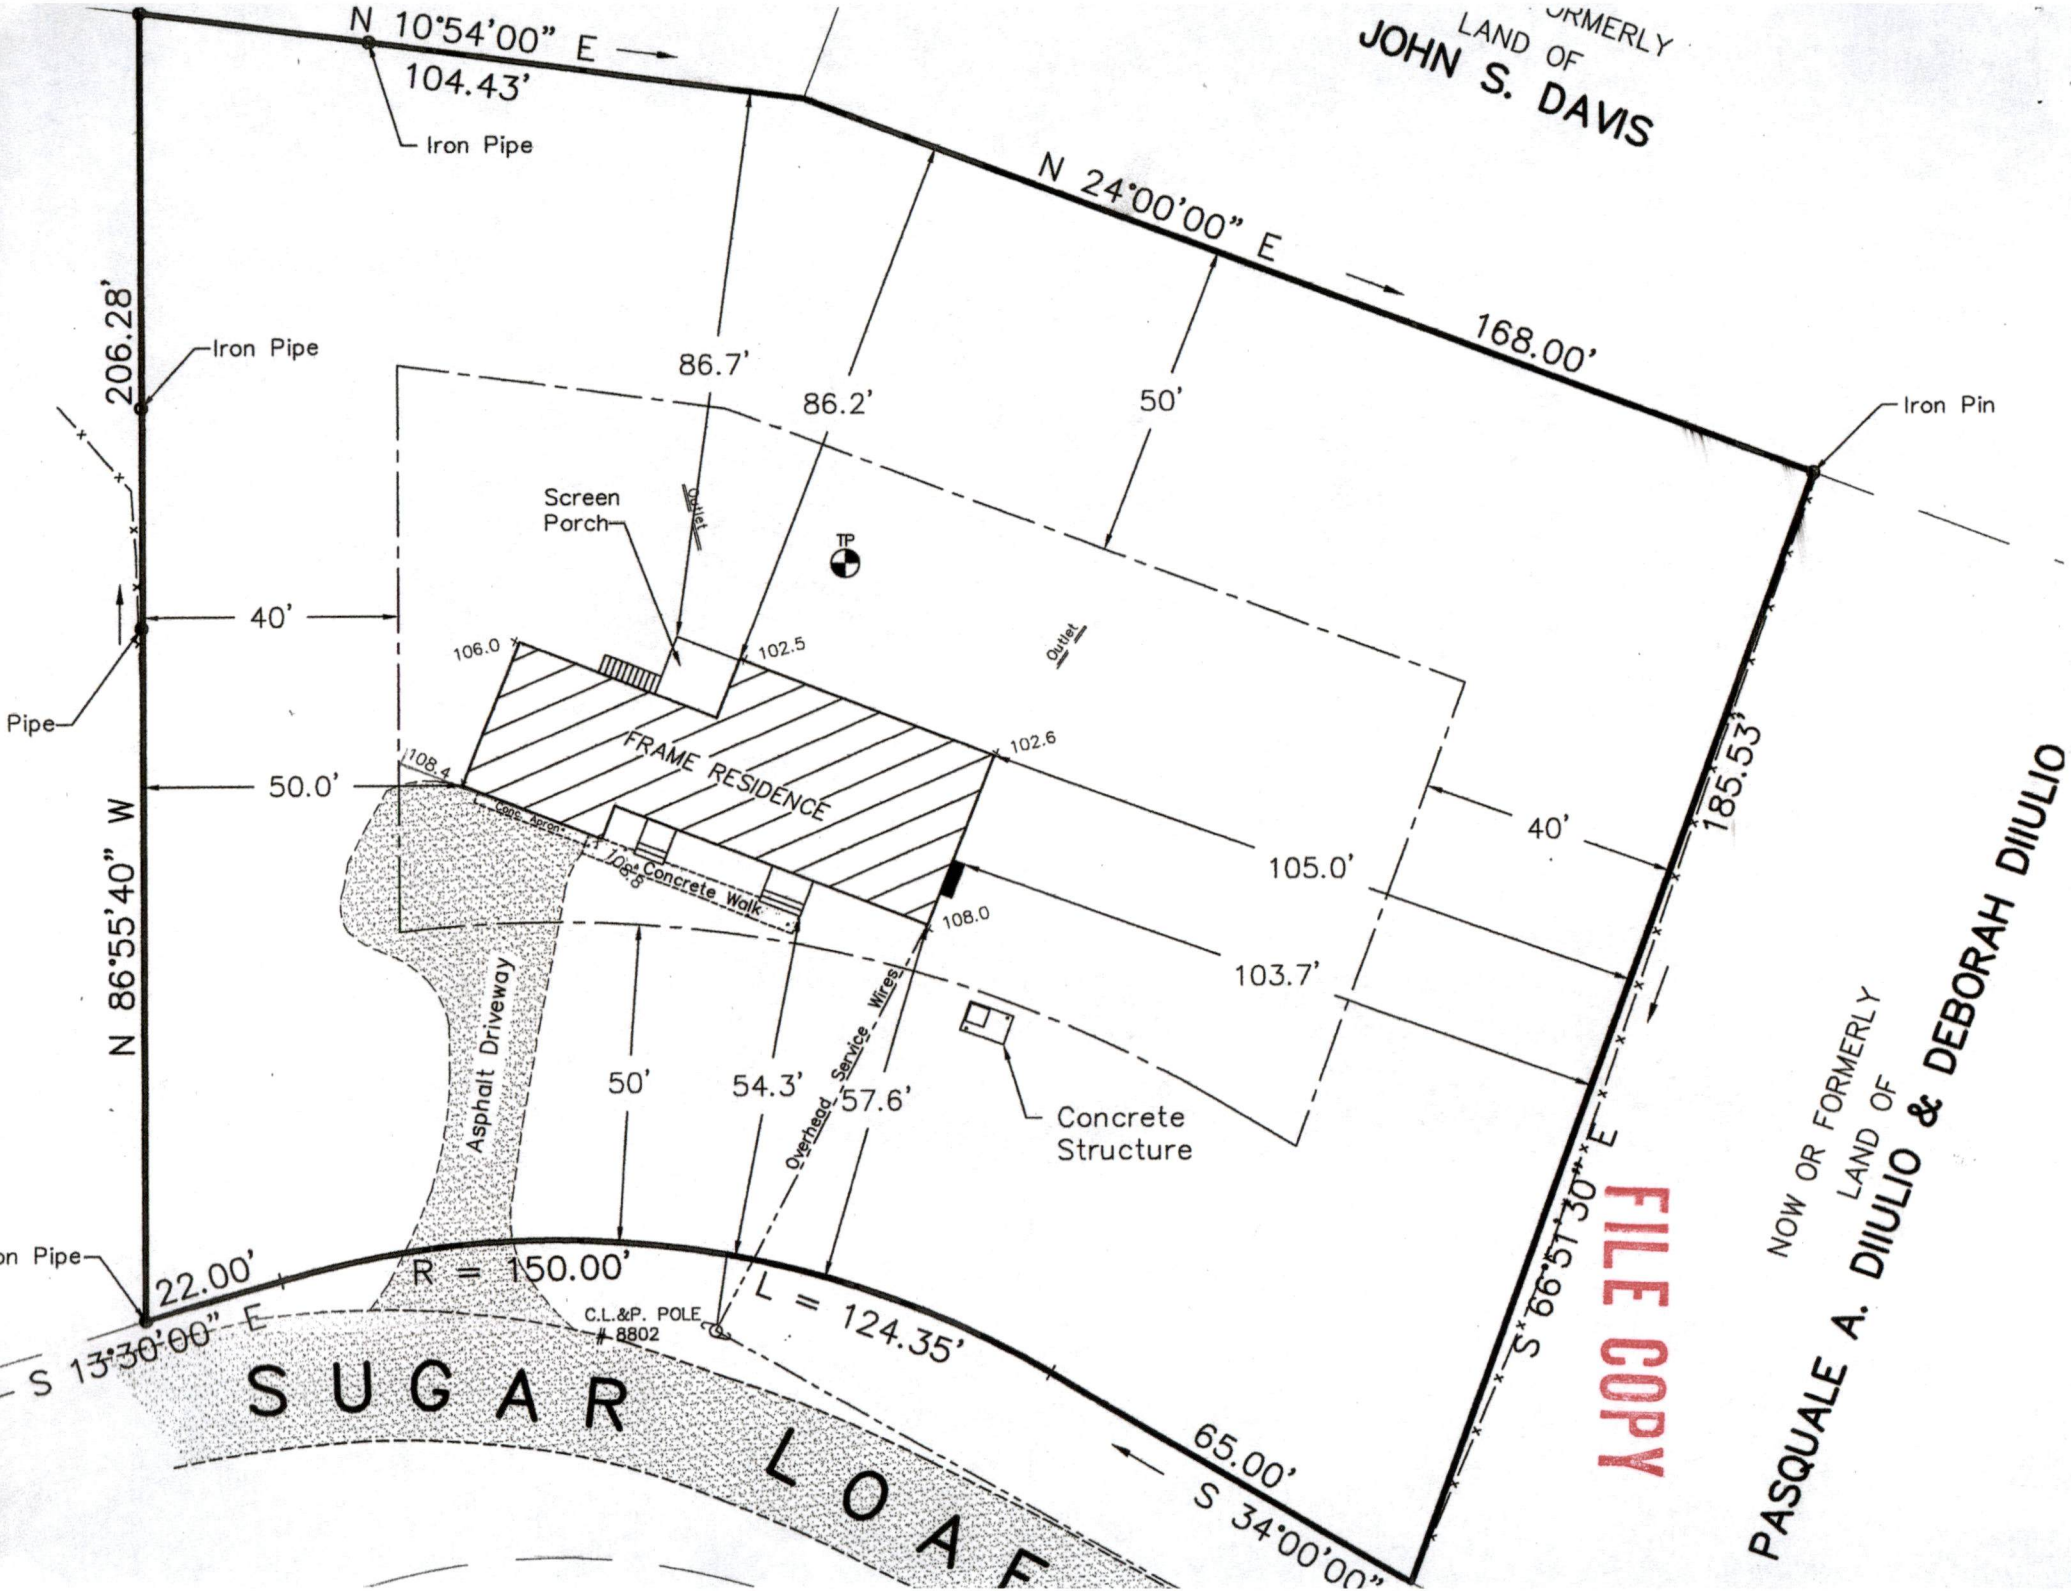 N 10°54'00" E
104.43'
Iron Pipe
LAND OF
JOHN S. DAVIS
N 24°00'00" E
168.00'
Iron Pin
206.28'
Iron Pipe
86.7'
86.2'
50'
Screen
Porch
Outlet
TP
Outlet
40'
106.0
102.5
102.6
Pipe
FRAME RESIDENCE
108.4
50.0'
Conc. Apron
108.8
Concrete Walk
108.0
105.0'
40'
103.7'
185.53'
N 86°55'40" W
Asphalt Driveway
50'
54.3'
57.6'
Overhead Service Wires
Concrete
Structure
S 66°51'30" E
FILE COPY
NOW OR FORMERLY
LAND OF
PASQUALE A. DIIULIO & DEBORAH DIIULIO
Pipe
22.00'
S 13°30'00" E
R = 150.00'
L = 124.35'
C.L.&P. POLE
# 8802
65.00'
S 34°00'00"
SUGAR LOAF